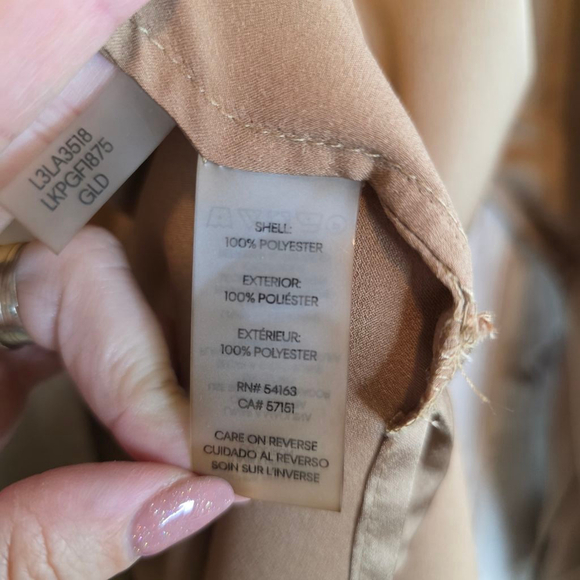 L3LA3518
LKPGF1875
GLD
SHELL:
100% POLYESTER
EXTERIOR:
100% POLIÉSTER
EXTÉRIEUR:
100% POLYESTER
RN# 54163
CA# 57151
CARE ON REVERSE
CUIDADO AL REVERSO
SOIN SUR L'INVERSE